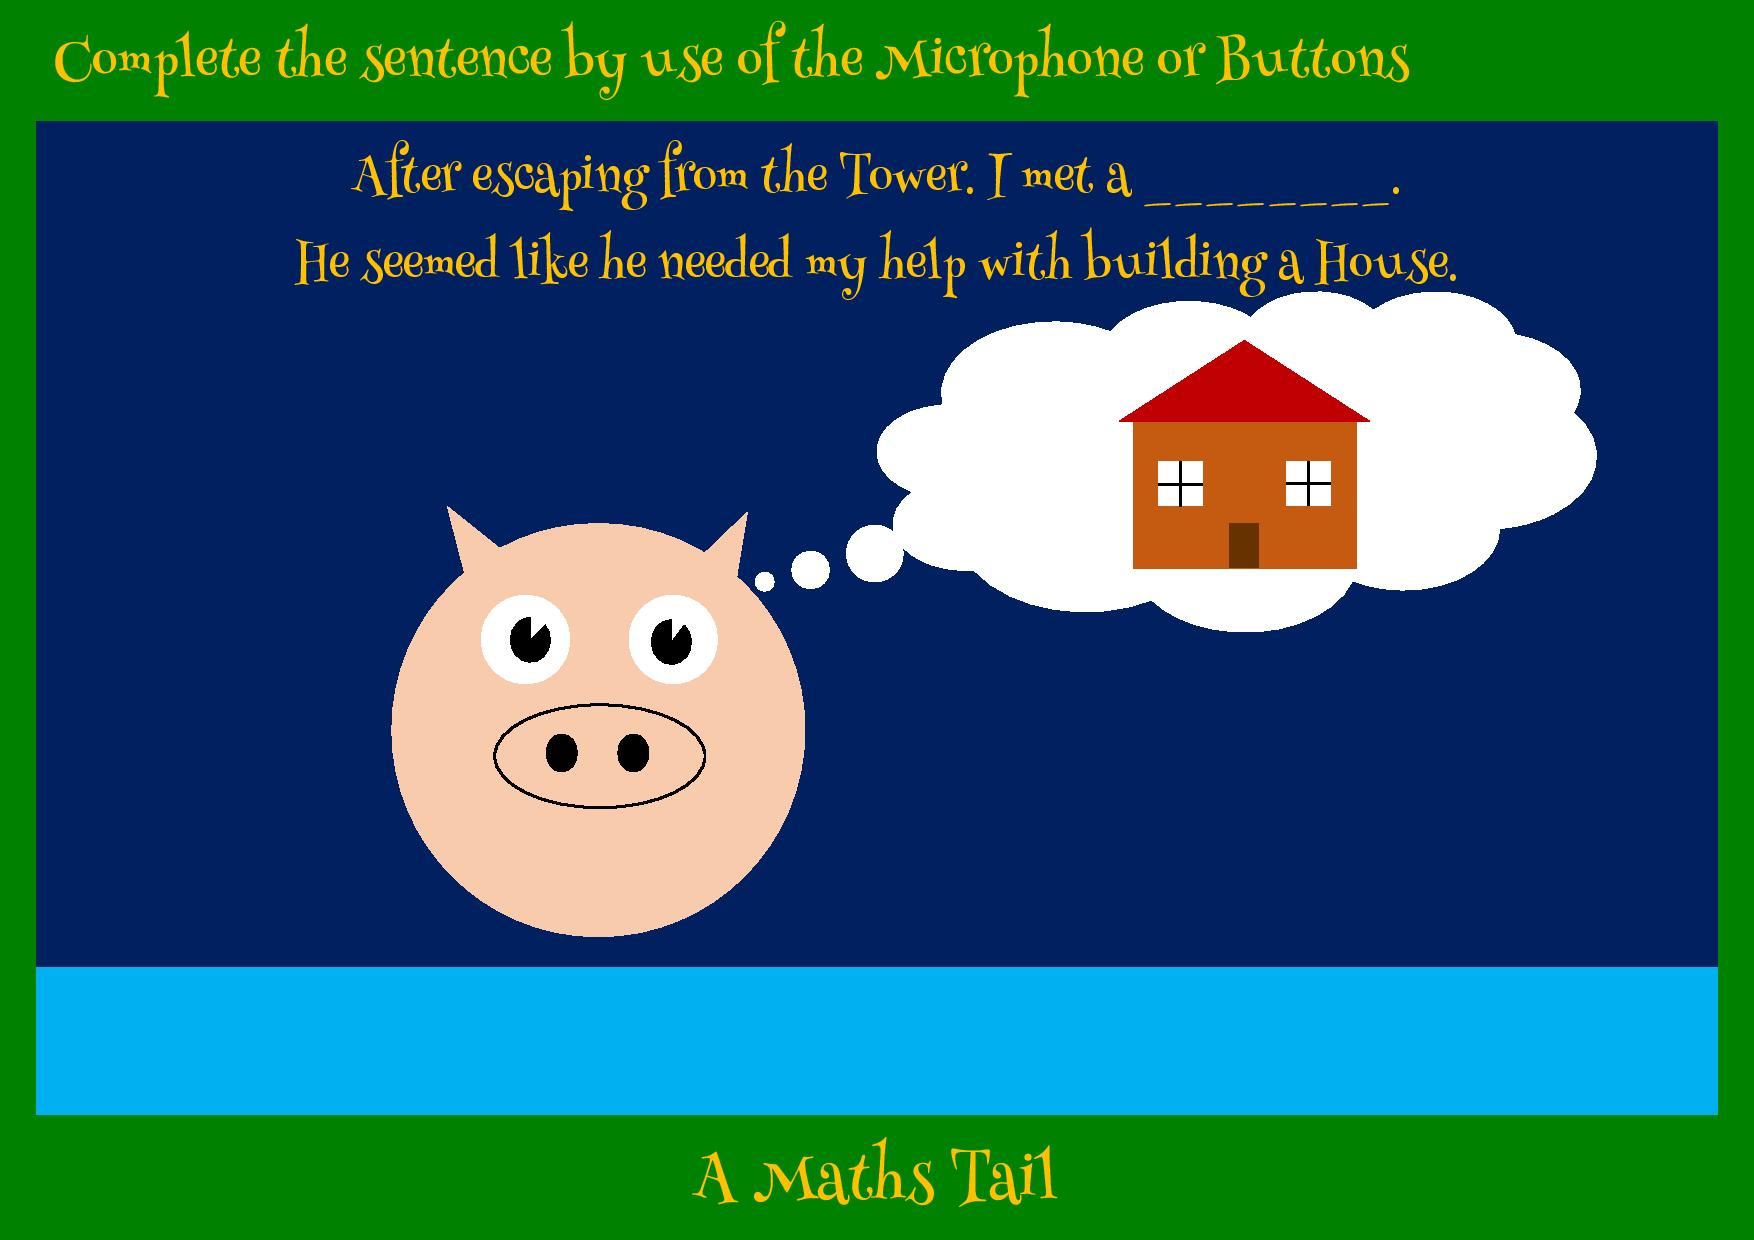 Complete the sentence by use of the Microphone or Buttons
After escaping from the Tower. I met a ________.
He seemed like he needed my help with building a House.
A Maths Tail